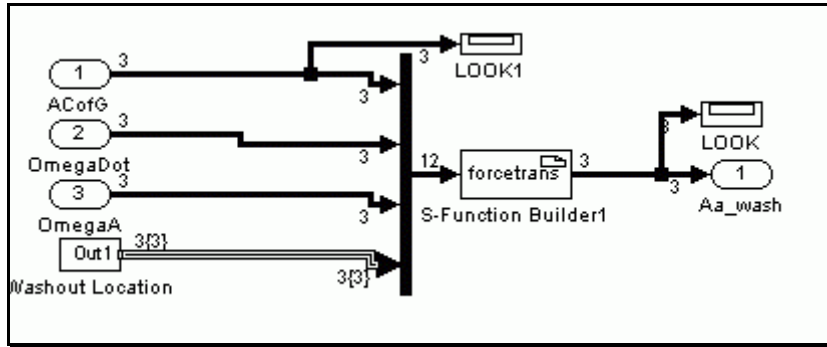 3
3
LOOK1
1
3
ACofG
3
2
3
LOOK
OmegaDot
3
12
forcetrans
3
3
1
3
3
OmegaA
S-Function Builder1
Aa_wash
3{3}
Out1
3{3}
Washout Location